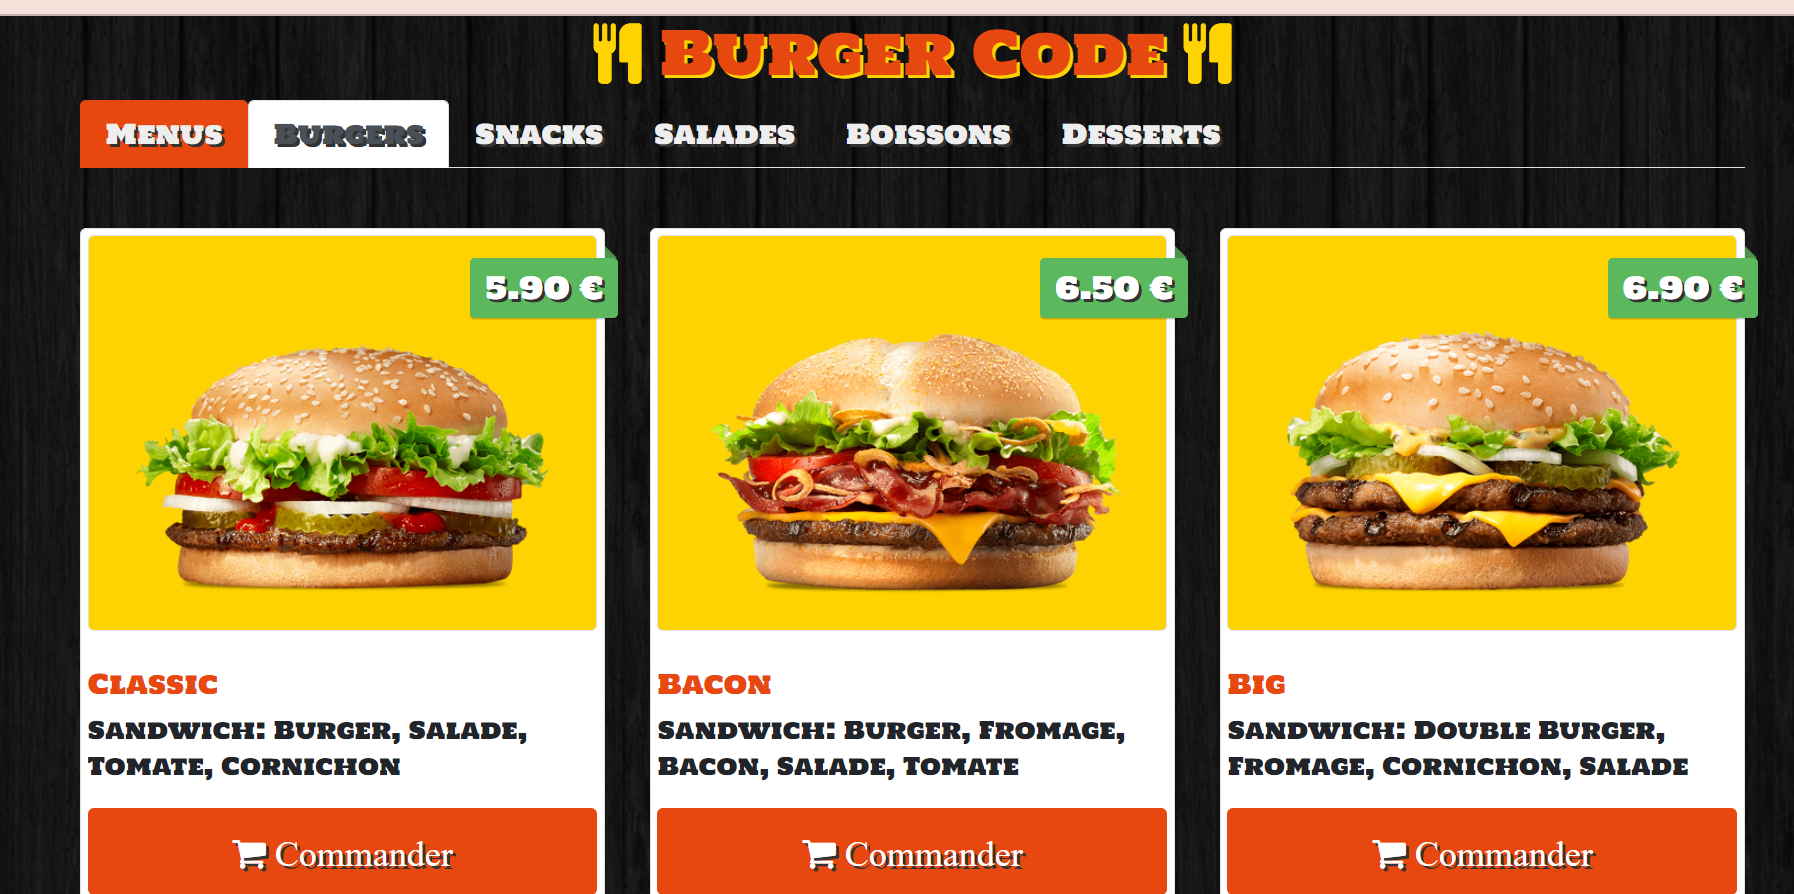 Burger Code
Menus Burgers Snacks Salades Boissons Desserts
5.90 € 6.50 € 6.90 €
Classic
Sandwich: Burger, Salade,
Tomate, Cornichon
Commander
Bacon
Sandwich: Burger, Fromage,
Bacon, Salade, Tomate
Commander
Big
Sandwich: Double Burger,
Fromage, Cornichon, Salade
Commander